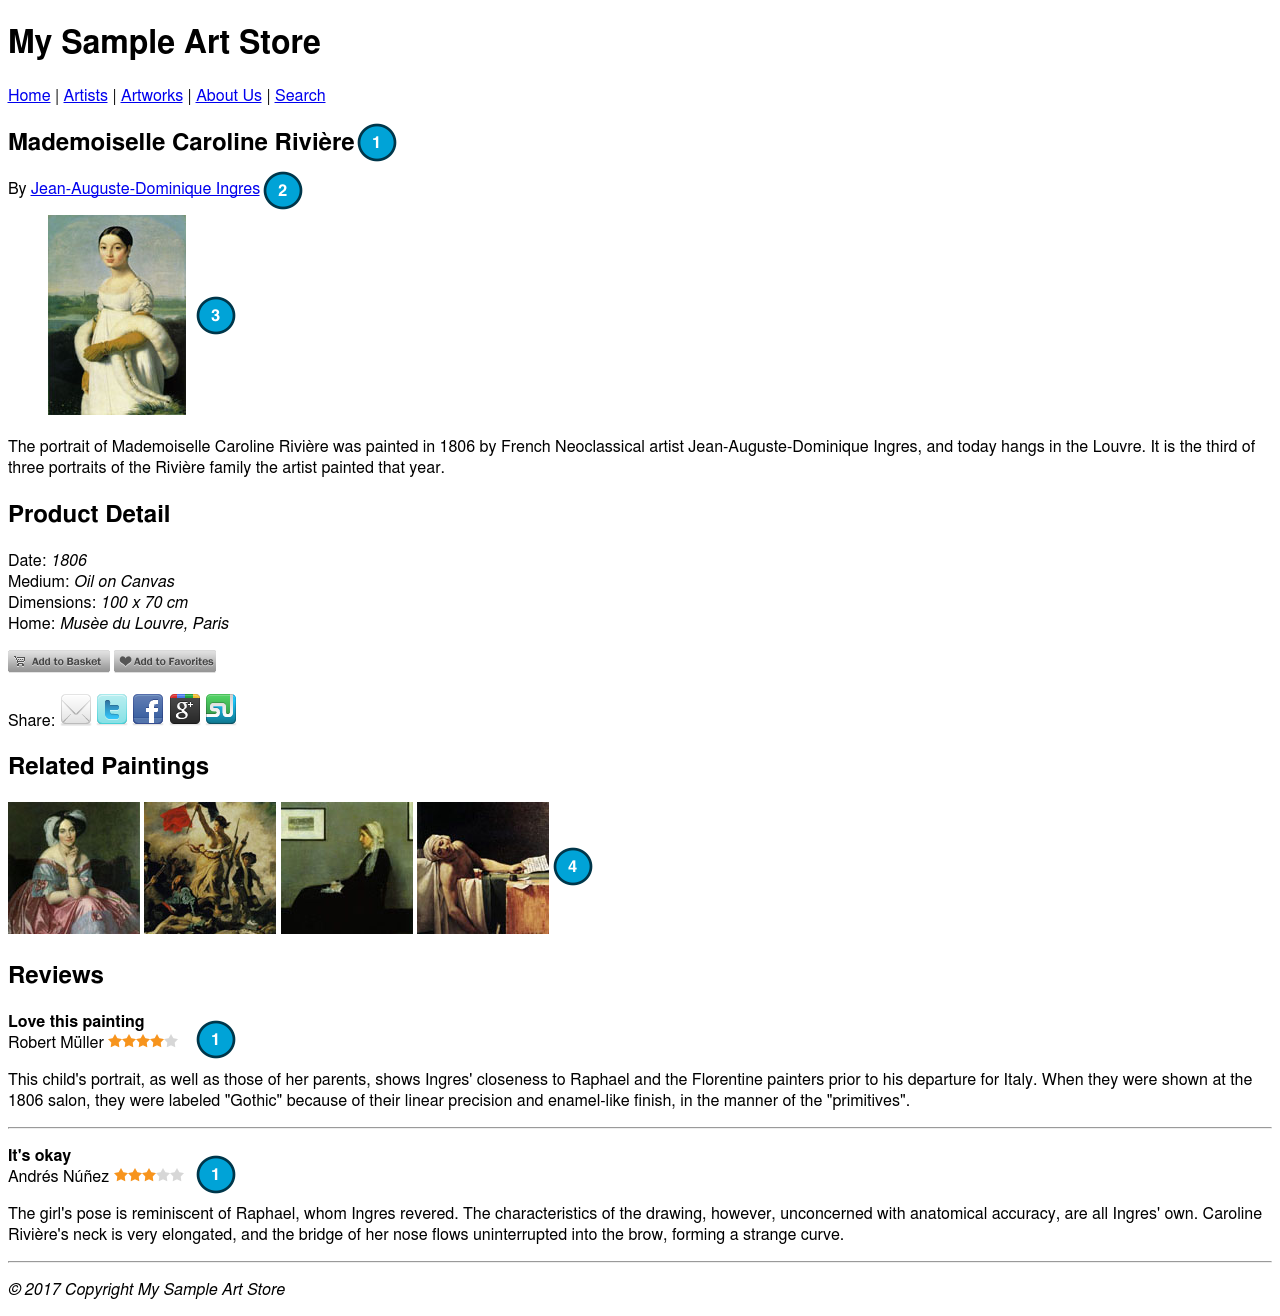 My Sample Art Store
Home | Artists | Artworks | About Us | Search
Mademoiselle Caroline Rivière 1
By Jean-Auguste-Dominique Ingres 2
3
The portrait of Mademoiselle Caroline Rivière was painted in 1806 by French Neoclassical artist Jean-Auguste-Dominique Ingres, and today hangs in the Louvre. It is the third of
three portraits of the Rivière family the artist painted that year.
Product Detail
Date: 1806
Medium: Oil on Canvas
Dimensions: 100 x 70 cm
Home: Musèe du Louvre, Paris
Add to Basket Add to Favorites
Share:
Related Paintings
4
Reviews
Love this painting
Robert Müller 1
This child's portrait, as well as those of her parents, shows Ingres' closeness to Raphael and the Florentine painters prior to his departure for Italy. When they were shown at the
1806 salon, they were labeled "Gothic" because of their linear precision and enamel-like finish, in the manner of the "primitives".
It's okay
Andrés Núñez 1
The girl's pose is reminiscent of Raphael, whom Ingres revered. The characteristics of the drawing, however, unconcerned with anatomical accuracy, are all Ingres' own. Caroline
Rivière's neck is very elongated, and the bridge of her nose flows uninterrupted into the brow, forming a strange curve.
© 2017 Copyright My Sample Art Store